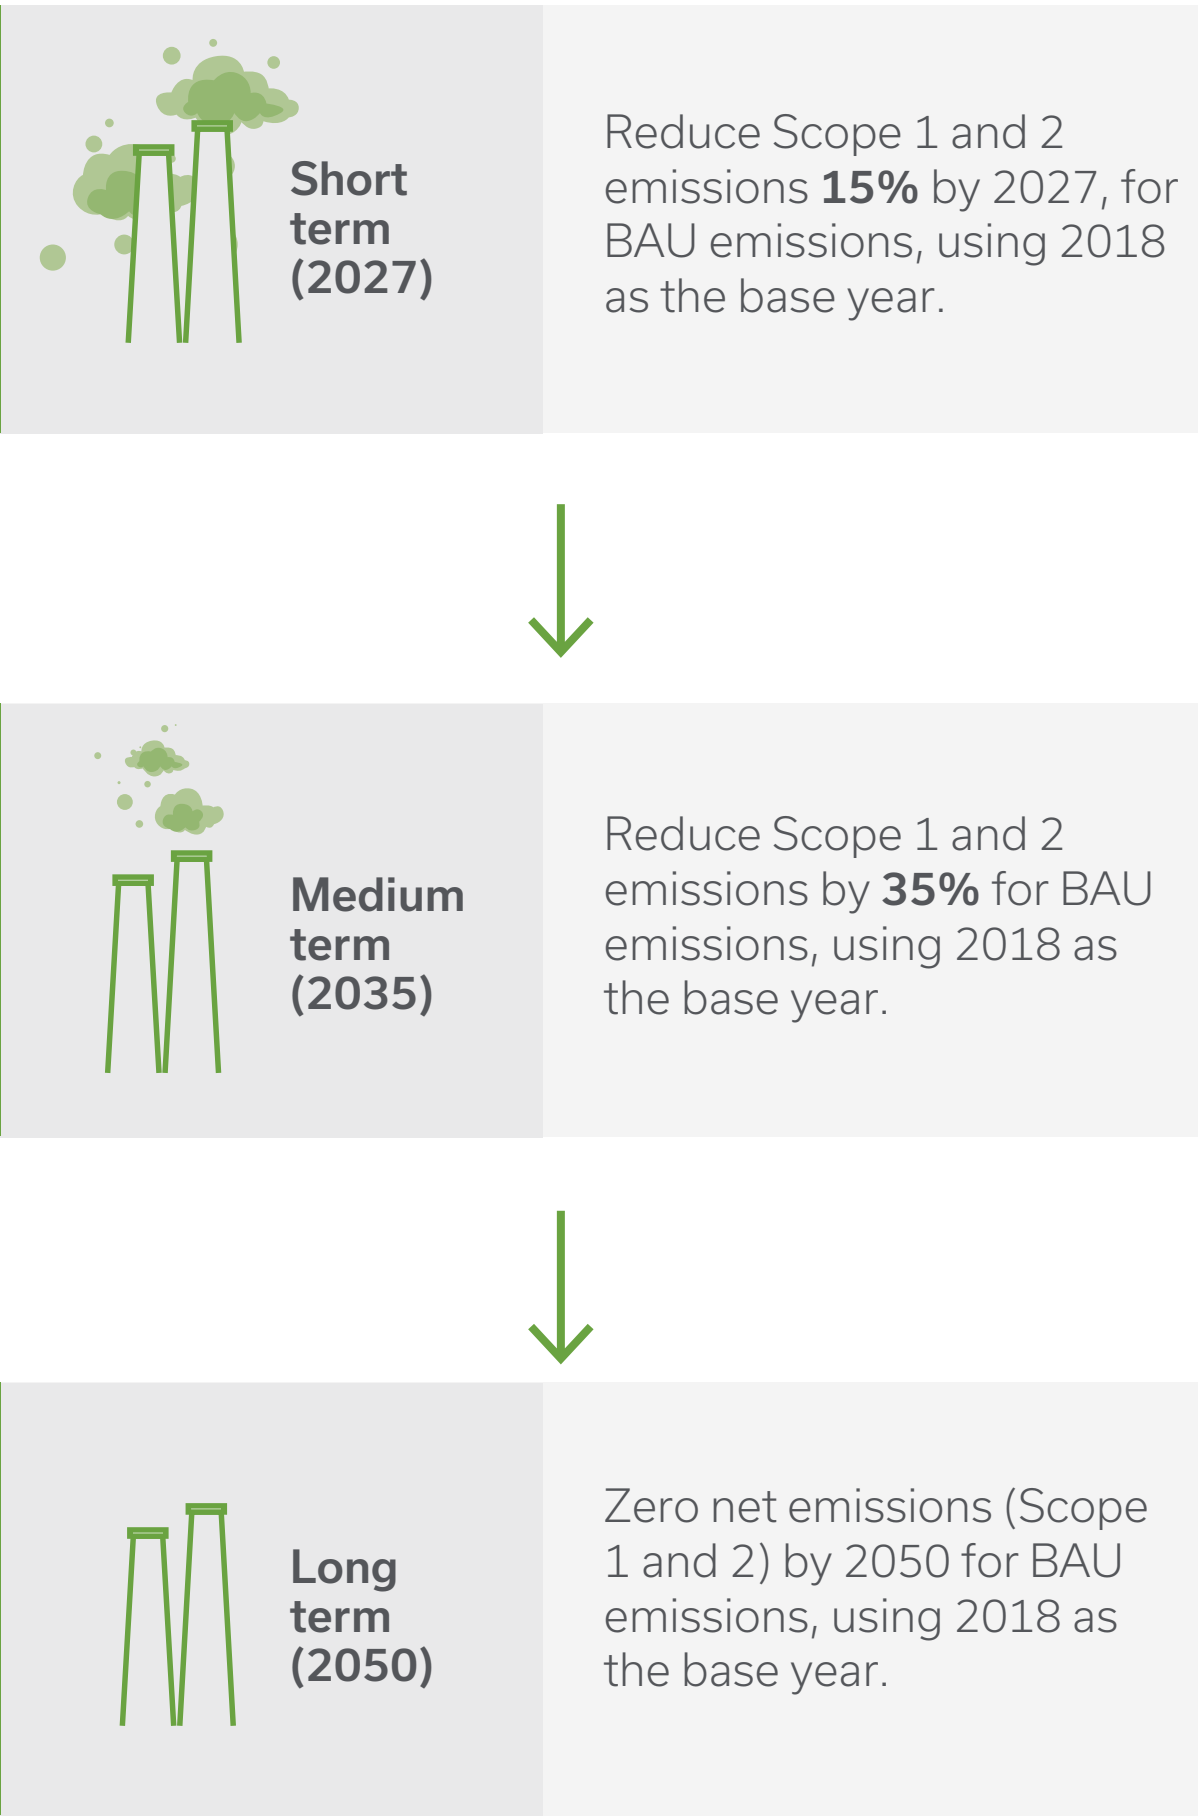 Short
term
(2027)
Reduce Scope 1 and 2
emissions 15% by 2027, for
BAU emissions, using 2018
as the base year.
Medium
term
(2035)
Reduce Scope 1 and 2
emissions by 35% for BAU
emissions, using 2018 as
the base year.
Long
term
(2050)
Zero net emissions (Scope
1 and 2) by 2050 for BAU
emissions, using 2018 as
the base year.